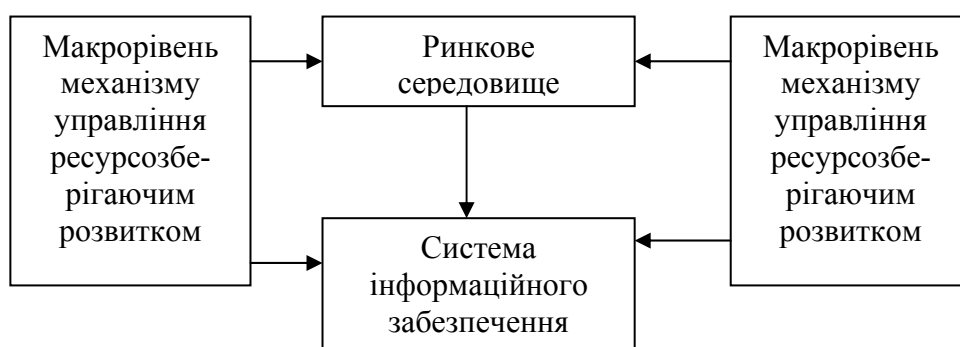 Макрорівень
механізму
управління
ресурсозбе-
рігаючим
розвитком
Ринкове
середовище
Система
інформаційного
забезпечення
Макрорівень
механізму
управління
ресурсозбе-
рігаючим
розвитком